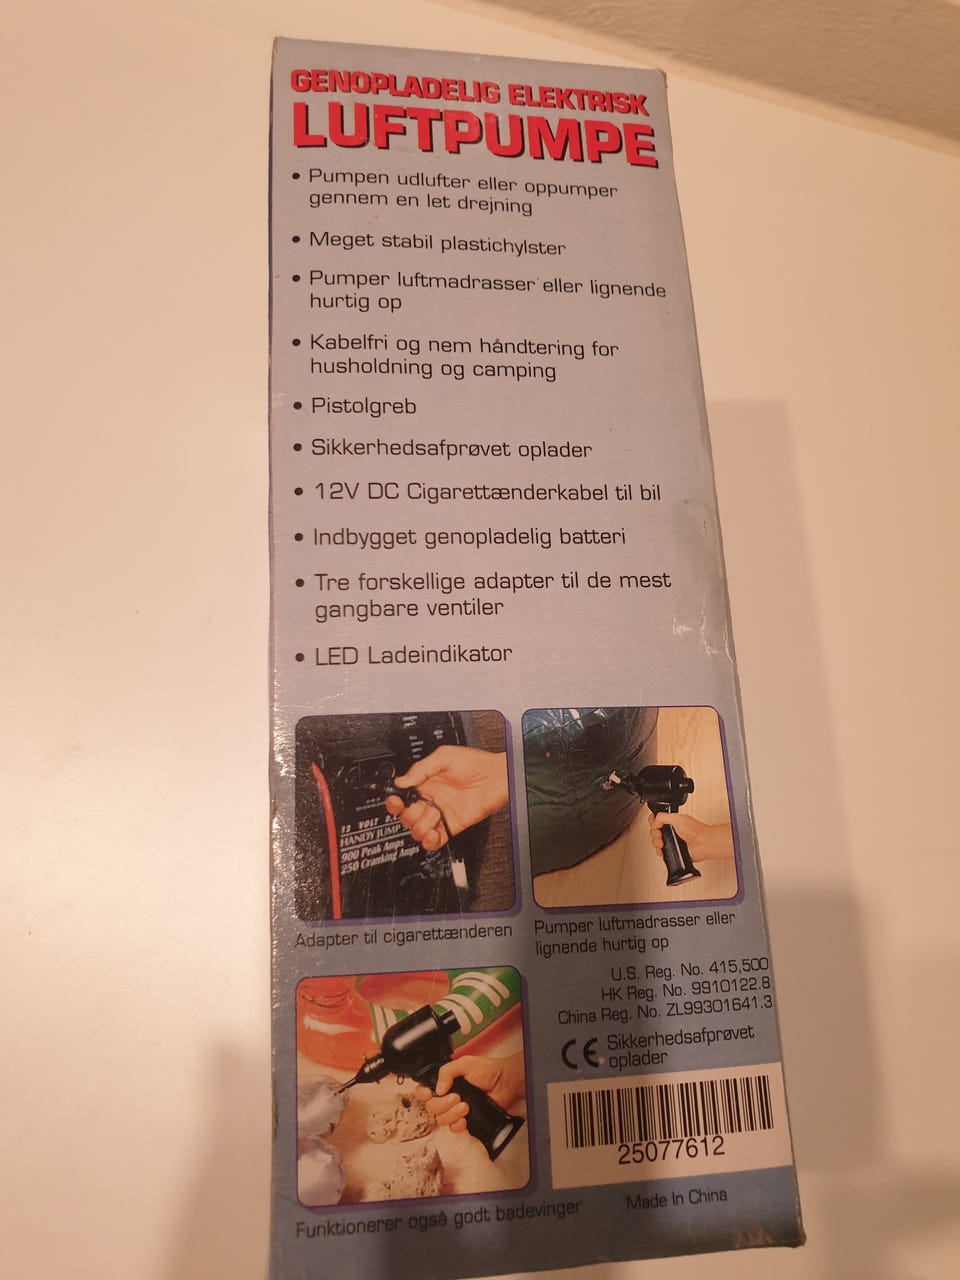 GENOPLADELIG ELEKTRISK
LUFTPUMPE
• Pumpen udlufter eller oppumper
gennem en let drejning
• Meget stabil plastichylster
• Pumper luftmadrasser eller lignende
hurtig op
• Kabelfri og nem håndtering for
husholdning og camping
• Pistolgreb
• Sikkerhedsafprøvet oplader
• 12V DC Cigarettænderkabel til bil
• Indbygget genopladelig batteri
• Tre forskellige adapter til de mest
gangbare ventiler
• LED Ladeindikator
VOLT D.C.
HANDY JUMP
900 Peak Amps
250 Cranking Amps
Adapter til cigarettænderen
Pumper luftmadrasser eller
lignende hurtig op
U.S. Reg. No. 415,500
HK Reg. No. 9910122.8
China Reg. No. ZL99301641.3
CE Sikkerhedsafprøvet
oplader
25077612
Funktionerer også godt badevinger
Made In China